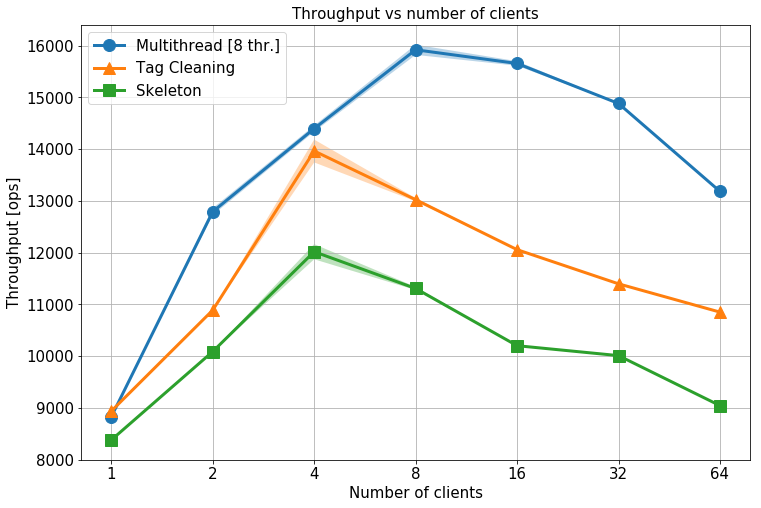 Throughput vs number of clients
Multithread [8 thr.]
Tag Cleaning
Skeleton
Throughput [ops]
16000
15000
14000
13000
12000
11000
10000
9000
8000
1 2 4 8 16 32 64
Number of clients